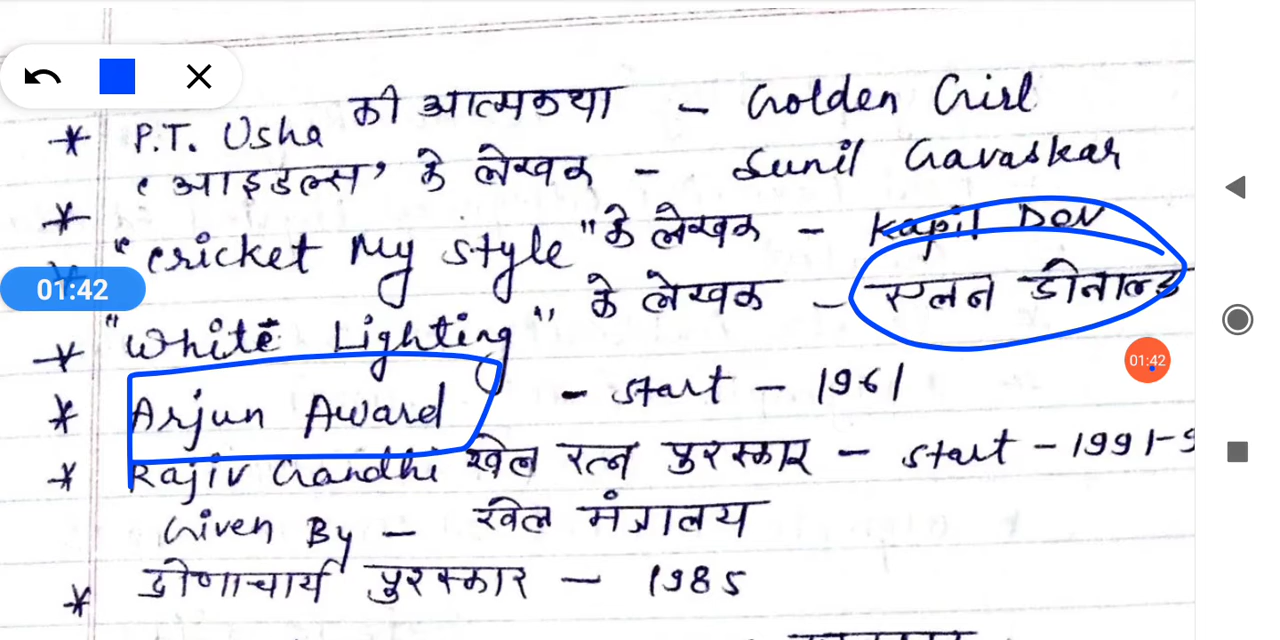 * P.T. Usha की आत्मकथा – Golden Girl
* ‘आइडल्स’ के लेखक – Sunil Gavaskar
* "Cricket My Style" के लेखक – Kapil Dev
01:42
* "White Lighting" के लेखक – एलन डोनाल्ड
01:42
* Arjun Award – start – 1961
* Rajiv Gandhi खेल रत्न पुरस्कार – start – 1991-9
Given By – खेल मंत्रालय
* द्रोणाचार्य पुरस्कार – 1985